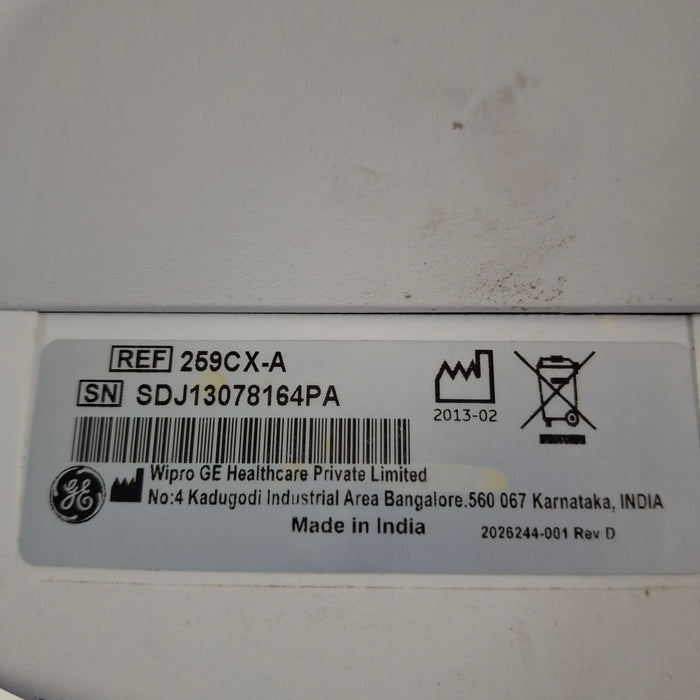 REF 259CX-A
SN SDJ13078164PA
2013-02
GE
Wipro GE Healthcare Private Limited
No:4 Kadugodi Industrial Area Bangalore.560 067 Karnataka, INDIA
Made in India
2026244-001 Rev D